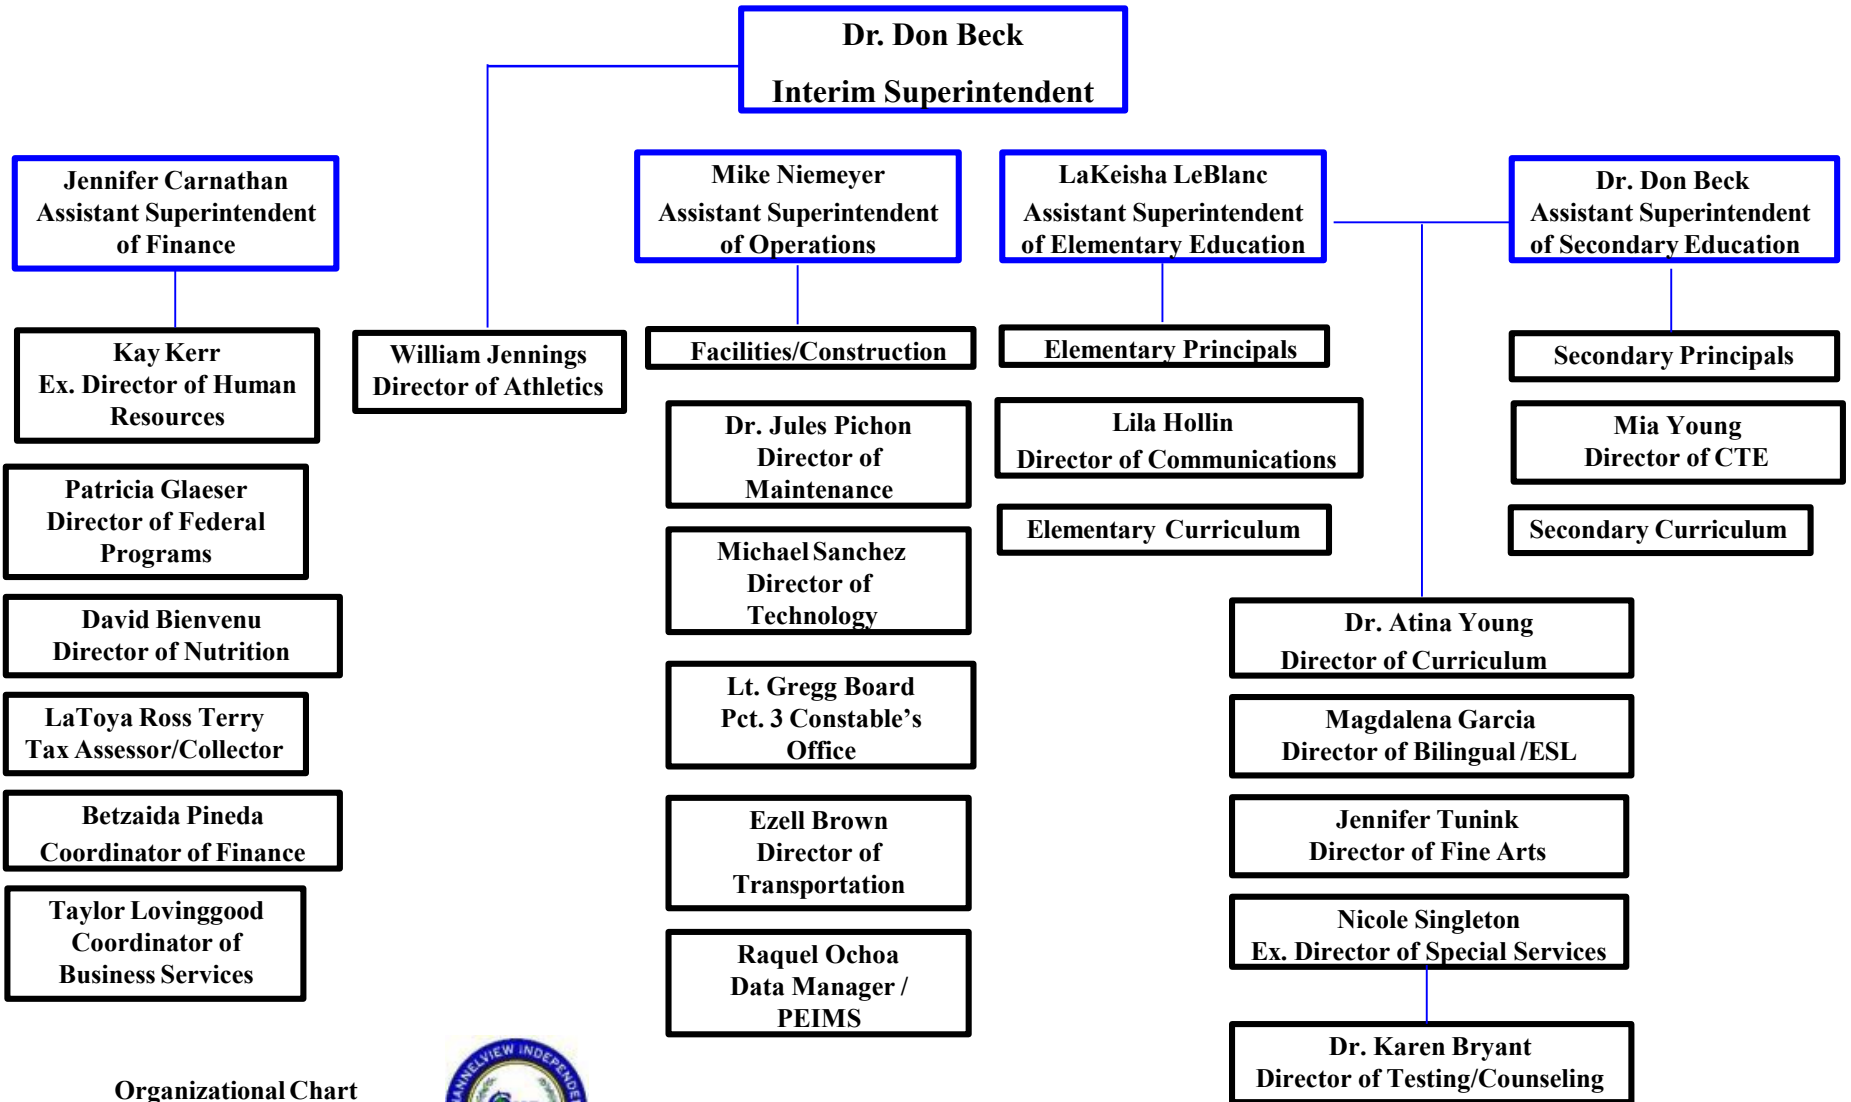 Dr. Don Beck
Interim Superintendent
Jennifer Carnathan
Assistant Superintendent
of Finance
Mike Niemeyer
Assistant Superintendent
of Operations
LaKeisha LeBlanc
Assistant Superintendent
of Elementary Education
Dr. Don Beck
Assistant Superintendent
of Secondary Education
Kay Kerr
Ex. Director of Human
Resources
Patricia Glaeser
Director of Federal
Programs
David Bienvenu
Director of Nutrition
LaToya Ross Terry
Tax Assessor/Collector
Betzaida Pineda
Coordinator of Finance
Taylor Lovinggood
Coordinator of
Business Services
William Jennings
Director of Athletics
Facilities/Construction
Dr. Jules Pichon
Director of
Maintenance
Michael Sanchez
Director of
Technology
Lt. Gregg Board
Pct. 3 Constable’s
Office
Ezell Brown
Director of
Transportation
Raquel Ochoa
Data Manager /
PEIMS
Elementary Principals
Lila Hollin
Director of Communications
Elementary Curriculum
Secondary Principals
Mia Young
Director of CTE
Secondary Curriculum
Dr. Atina Young
Director of Curriculum
Magdalena Garcia
Director of Bilingual /ESL
Jennifer Tunink
Director of Fine Arts
Nicole Singleton
Ex. Director of Special Services
Dr. Karen Bryant
Director of Testing/Counseling
Organizational Chart